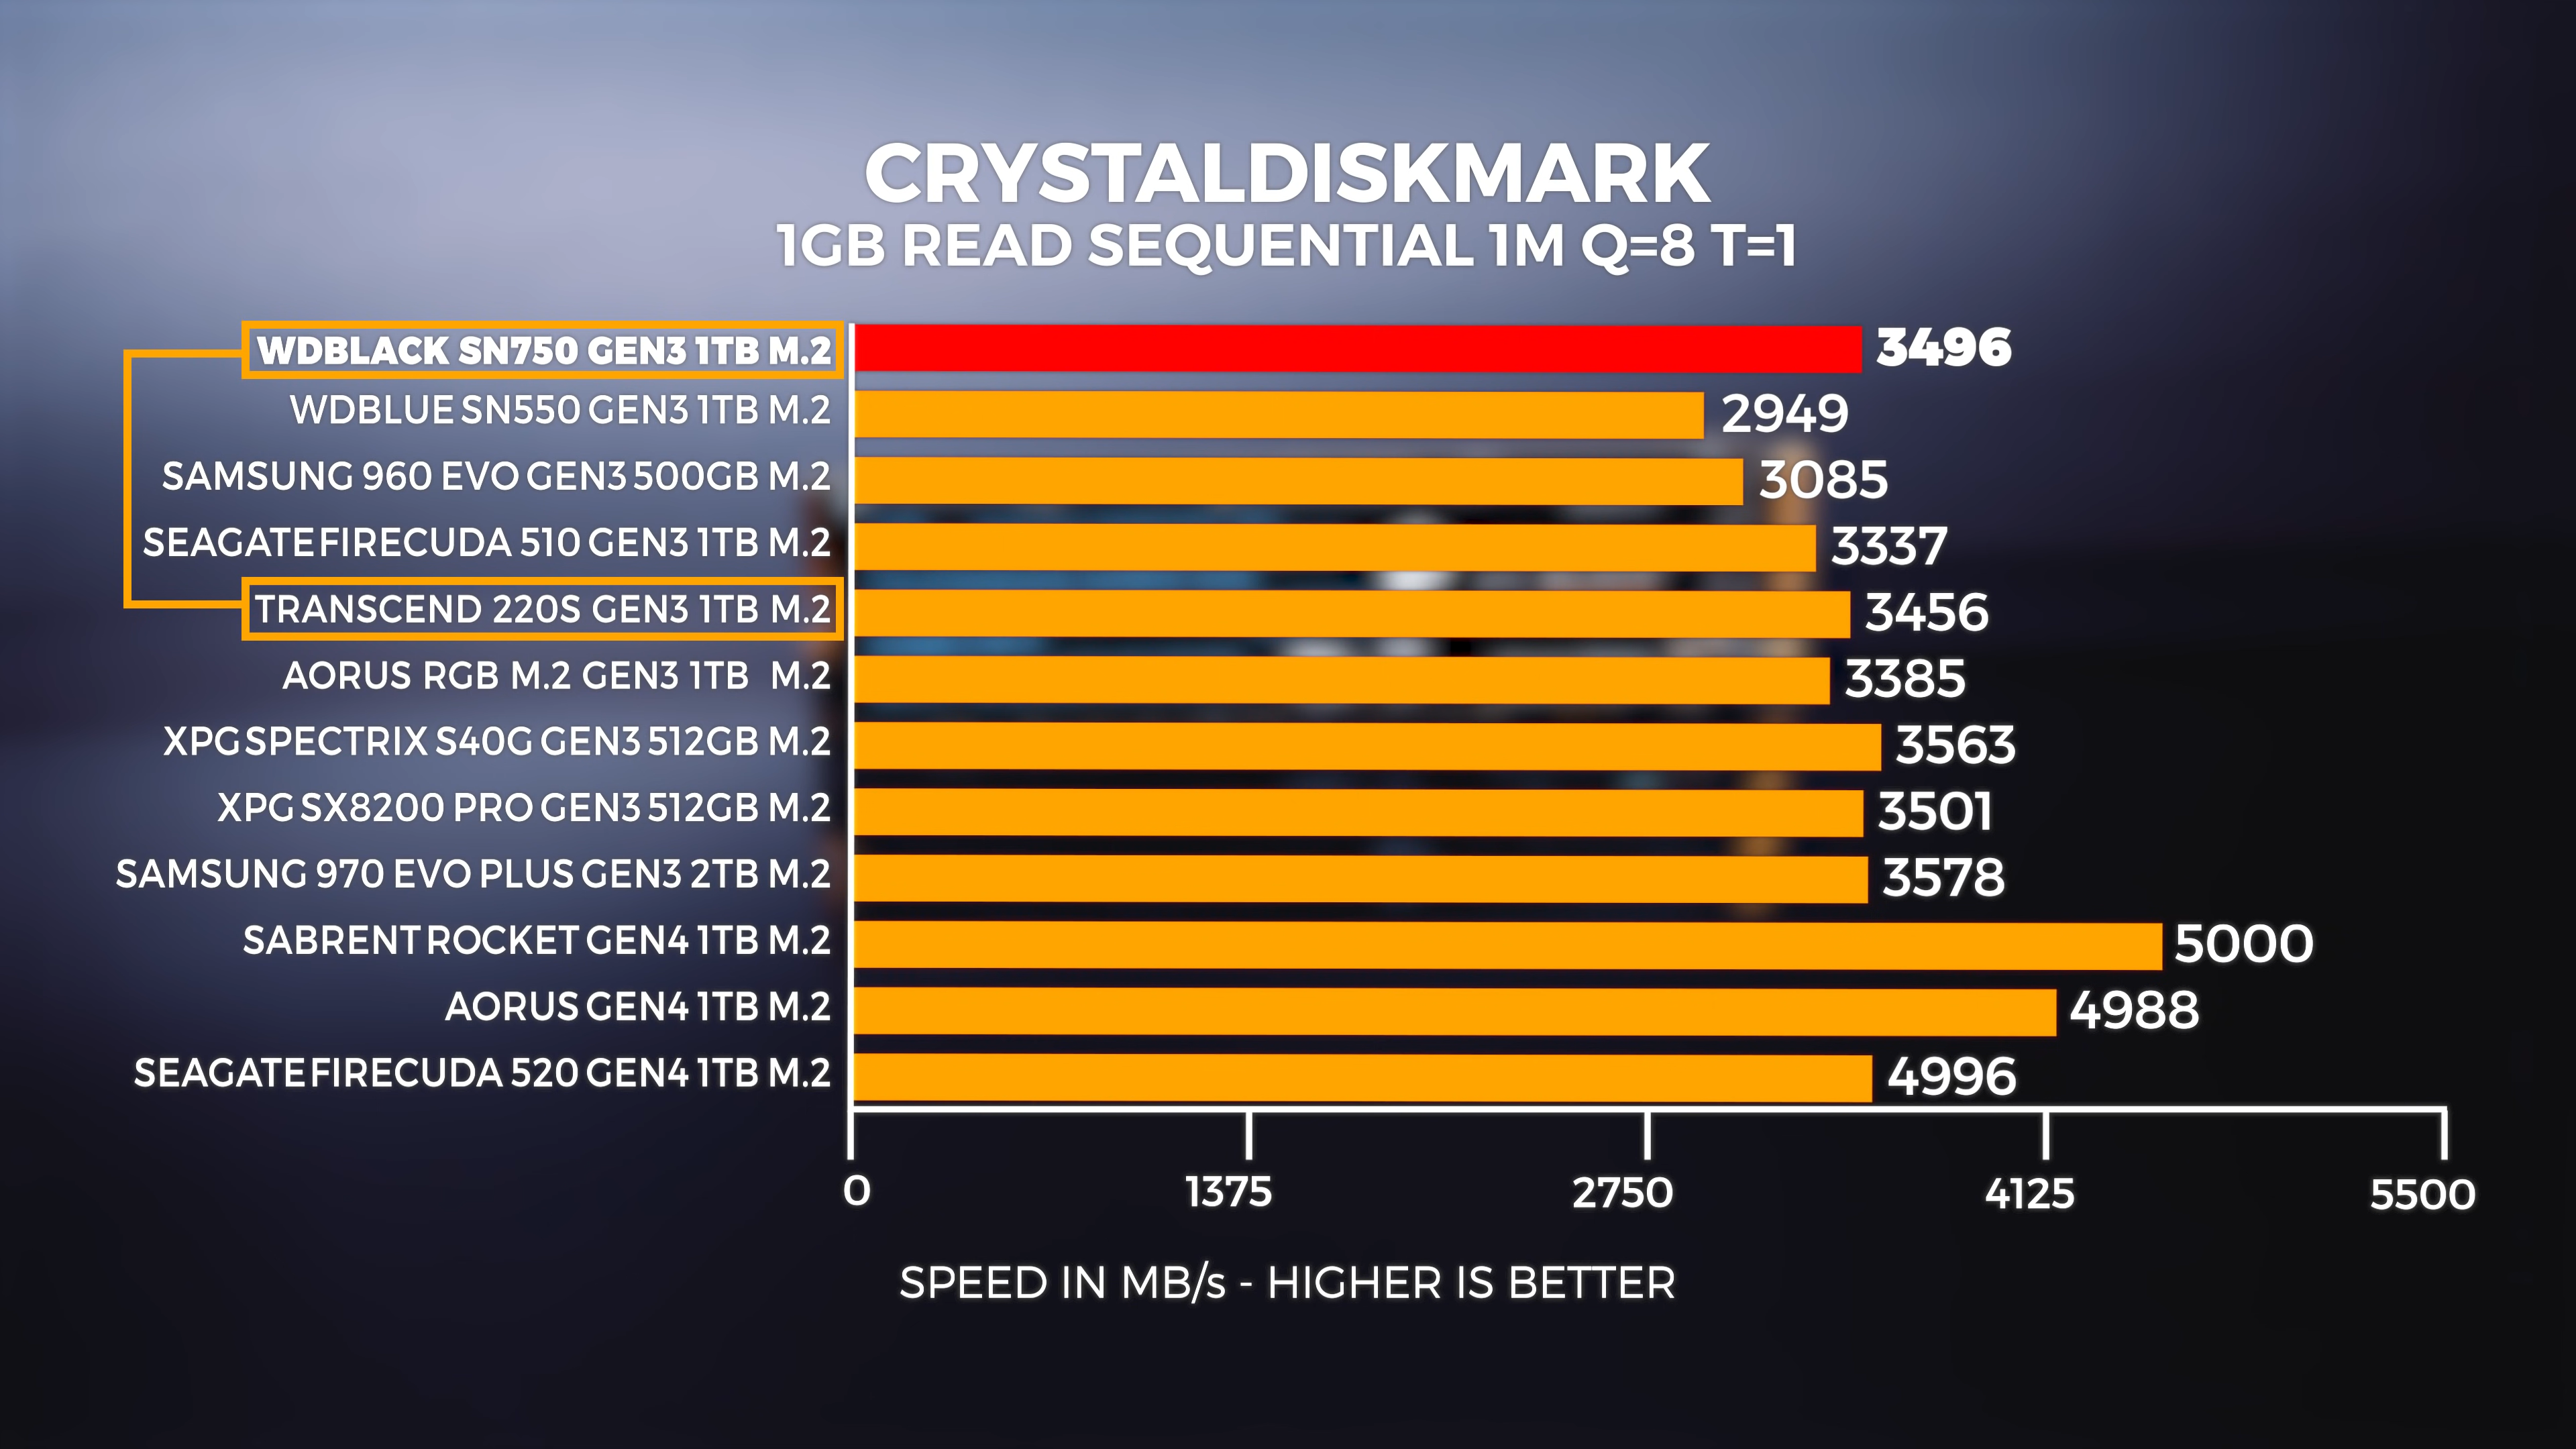 CRYSTALDISKMARK
1GB READ SEQUENTIAL 1M Q=8 T=1
WDBLACK SN750 GEN3 1TB M.2 3496
WDBLUE SN550 GEN3 1TB M.2 2949
SAMSUNG 960 EVO GEN3 500GB M.2 3085
SEAGATE FIRECUDA 510 GEN3 1TB M.2 3337
TRANSCEND 220S GEN3 1TB M.2 3456
AORUS RGB M.2 GEN3 1TB M.2 3385
XPG SPECTRIX S40G GEN3 512GB M.2 3563
XPG SX8200 PRO GEN3 512GB M.2 3501
SAMSUNG 970 EVO PLUS GEN3 2TB M.2 3578
SABRENT ROCKET GEN4 1TB M.2 5000
AORUS GEN4 1TB M.2 4988
SEAGATE FIRECUDA 520 GEN4 1TB M.2 4996
0 1375 2750 4125 5500
SPEED IN MB/s - HIGHER IS BETTER